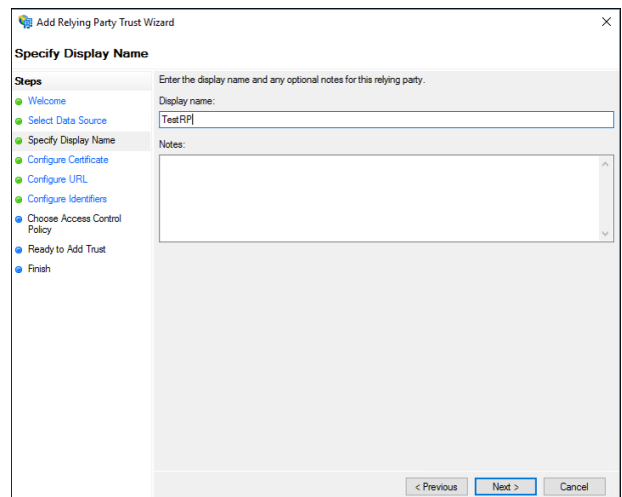 Add Relying Party Trust Wizard
Specify Display Name
Steps
Welcome
Select Data Source
Specify Display Name
Configure Certificate
Configure URL
Configure Identifiers
Choose Access Control
Policy
Ready to Add Trust
Finish
Enter the display name and any optional notes for this relying party.
Display name:
TestRP
Notes:
< Previous
Next >
Cancel